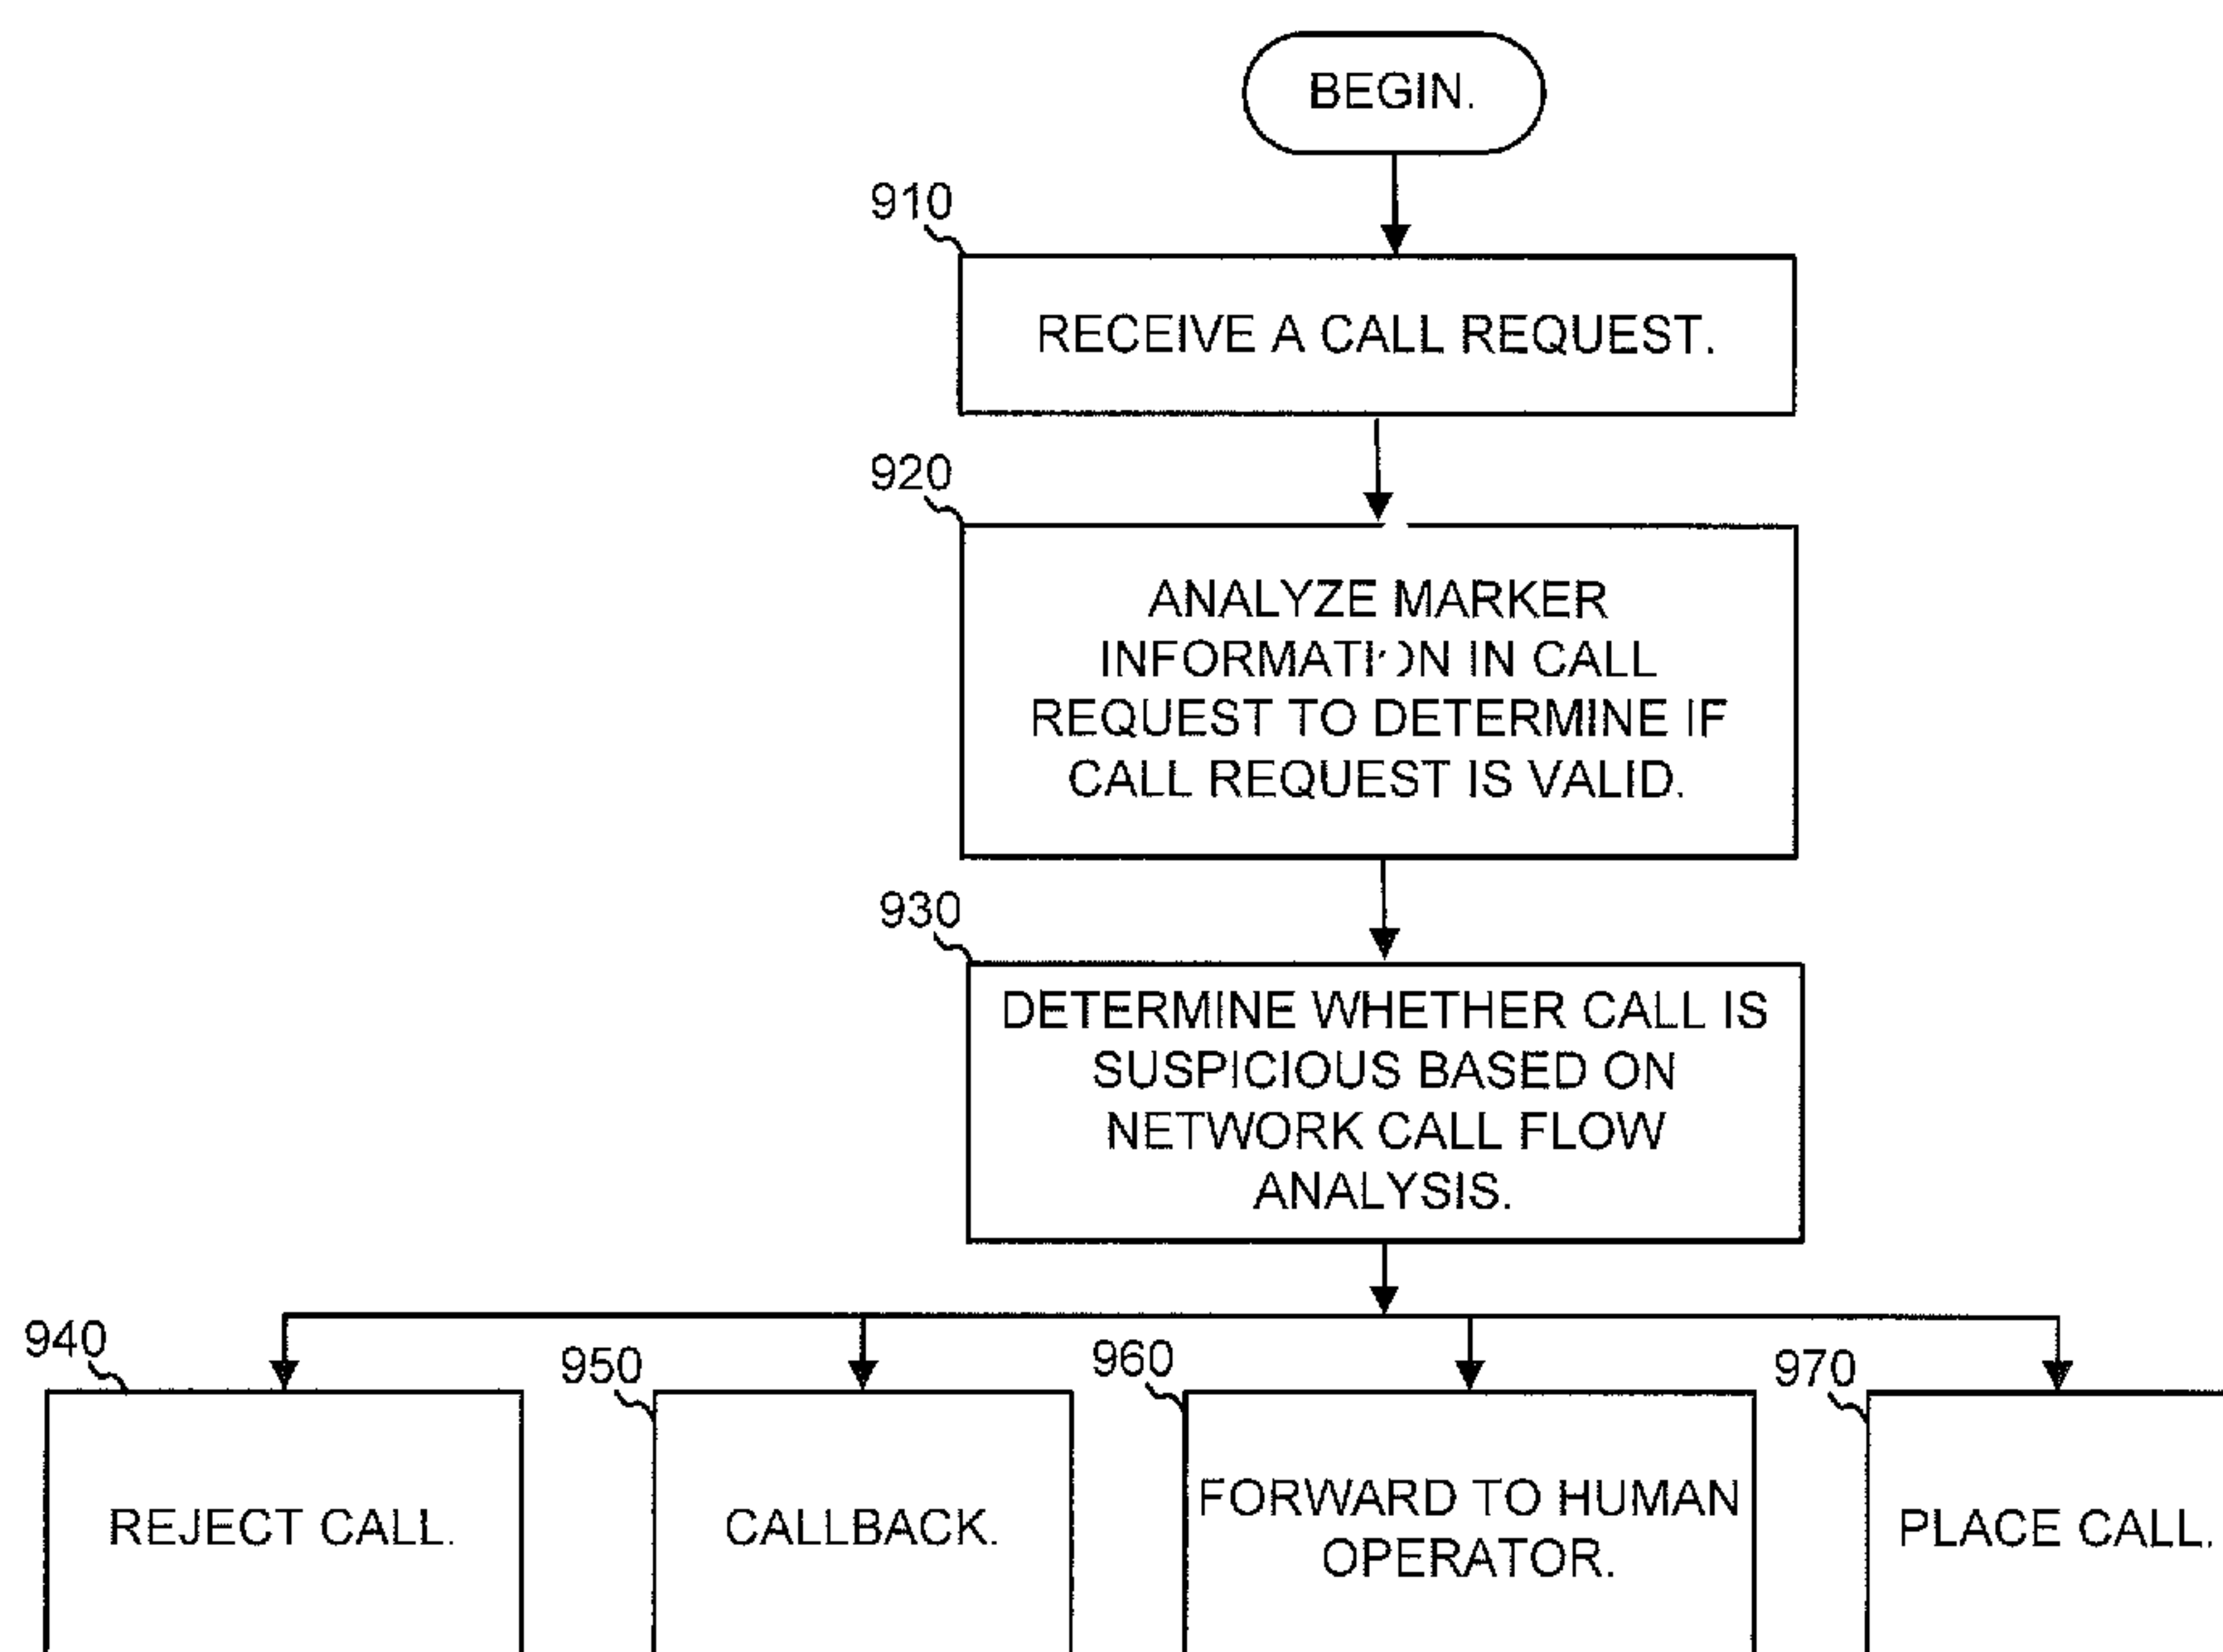 BEGIN.
910
RECEIVE A CALL REQUEST.
920
ANALYZE MARKER
INFORMATION IN CALL
REQUEST TO DETERMINE IF
CALL REQUEST IS VALID.
930
DETERMINE WHETHER CALL IS
SUSPICIOUS BASED ON
NETWORK CALL FLOW
ANALYSIS.
940
REJECT CALL.
950
CALLBACK.
960
FORWARD TO HUMAN
OPERATOR.
970
PLACE CALL.